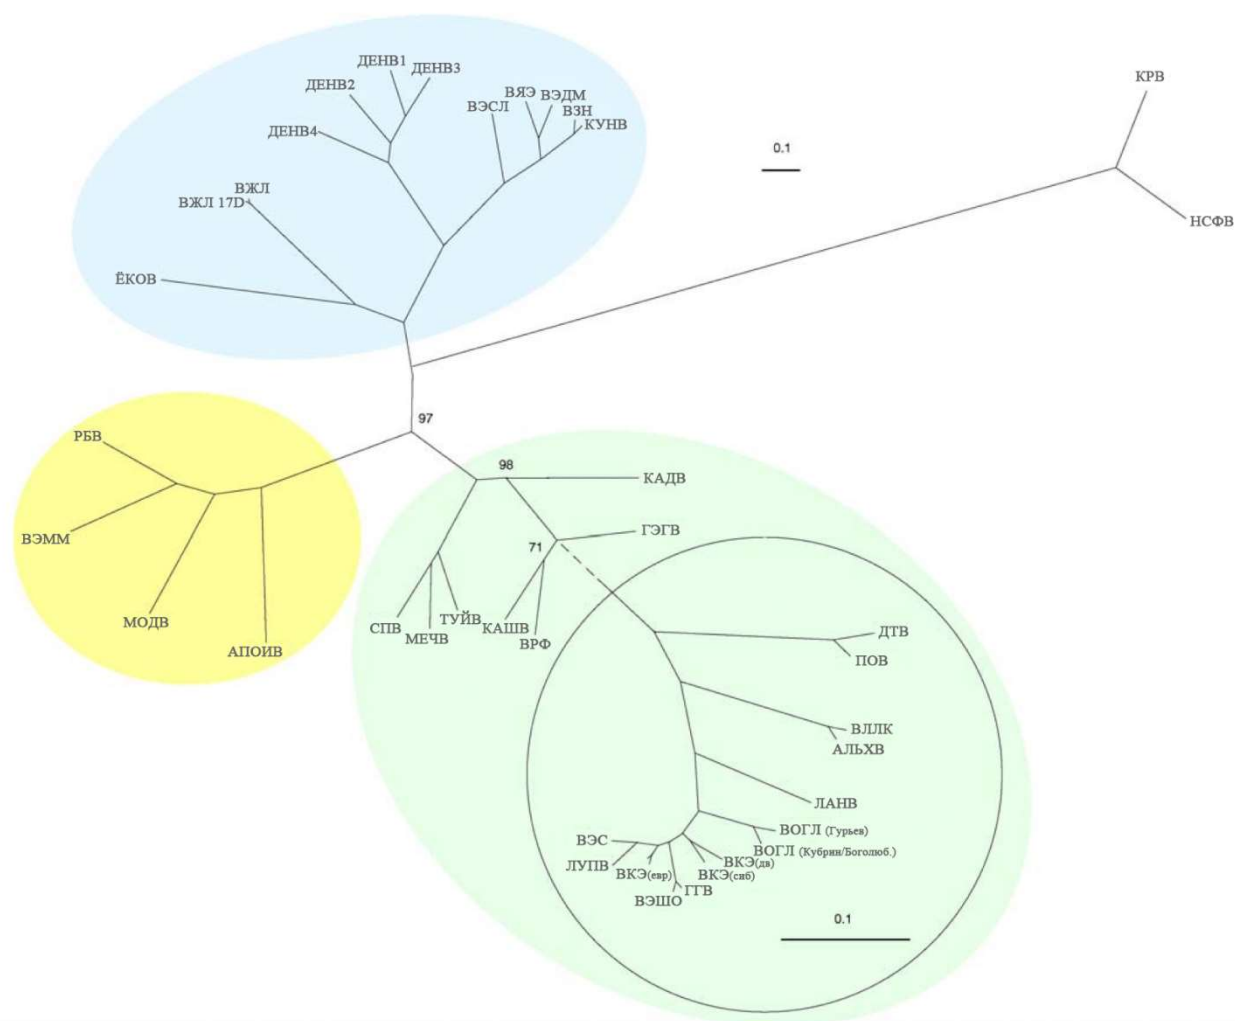 ДЕНВ1
ДЕНВ3
ДЕНВ2
ДЕНВ4
ВЭСЛ
ВЯЭ
ВЭДМ
ВЗН
КУНВ
ВЖЛ
ВЖЛ 17D
ЁКОВ
КРВ
НСФВ
0.1
97
РБВ
ВЭММ
МОДВ
АПОИВ
98
КАДВ
ГЭГВ
71
СПВ
МЕЧВ
ТУЙВ
КАШВ
ВРФ
ДТВ
ПОВ
ВЛЛК
АЛЬХВ
ЛАНВ
ВОГЛ (Гурьев)
ВОГЛ (Кубрин/Боголюб.)
ВЭС
ЛУПВ
ВКЭ(евр)
ВКЭ(дв)
ВКЭ(сиб)
ГГВ
ВЭШО
0.1